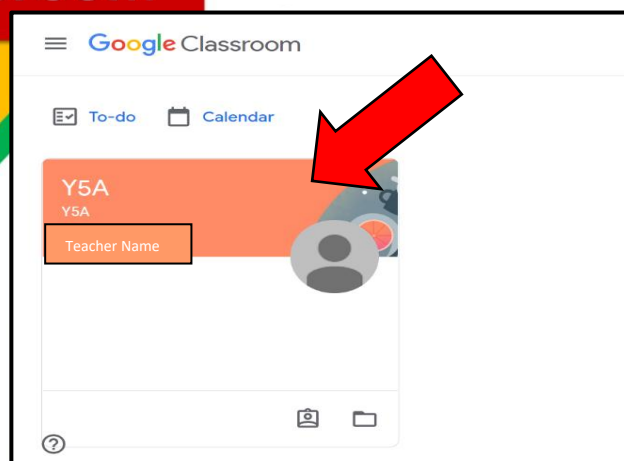 Google Classroom
To-do Calendar
Y5A
Y5A
Teacher Name